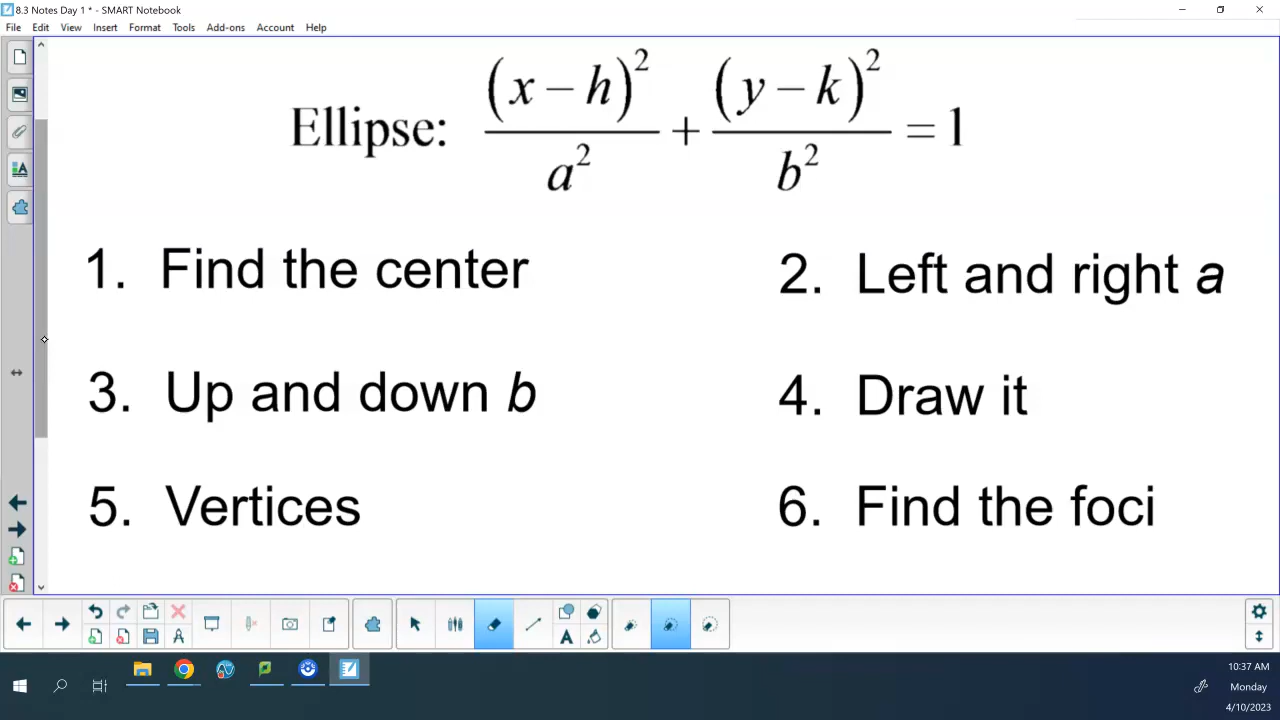 8.3 Notes Day 1 * - SMART Notebook
File Edit View Insert Format Tools Add-ons Account Help
Ellipse: (x – h)² / a² + (y – k)² / b² = 1
1. Find the center
2. Left and right a
3. Up and down b
4. Draw it
5. Vertices
6. Find the foci
10:37 AM
Monday
4/10/2023